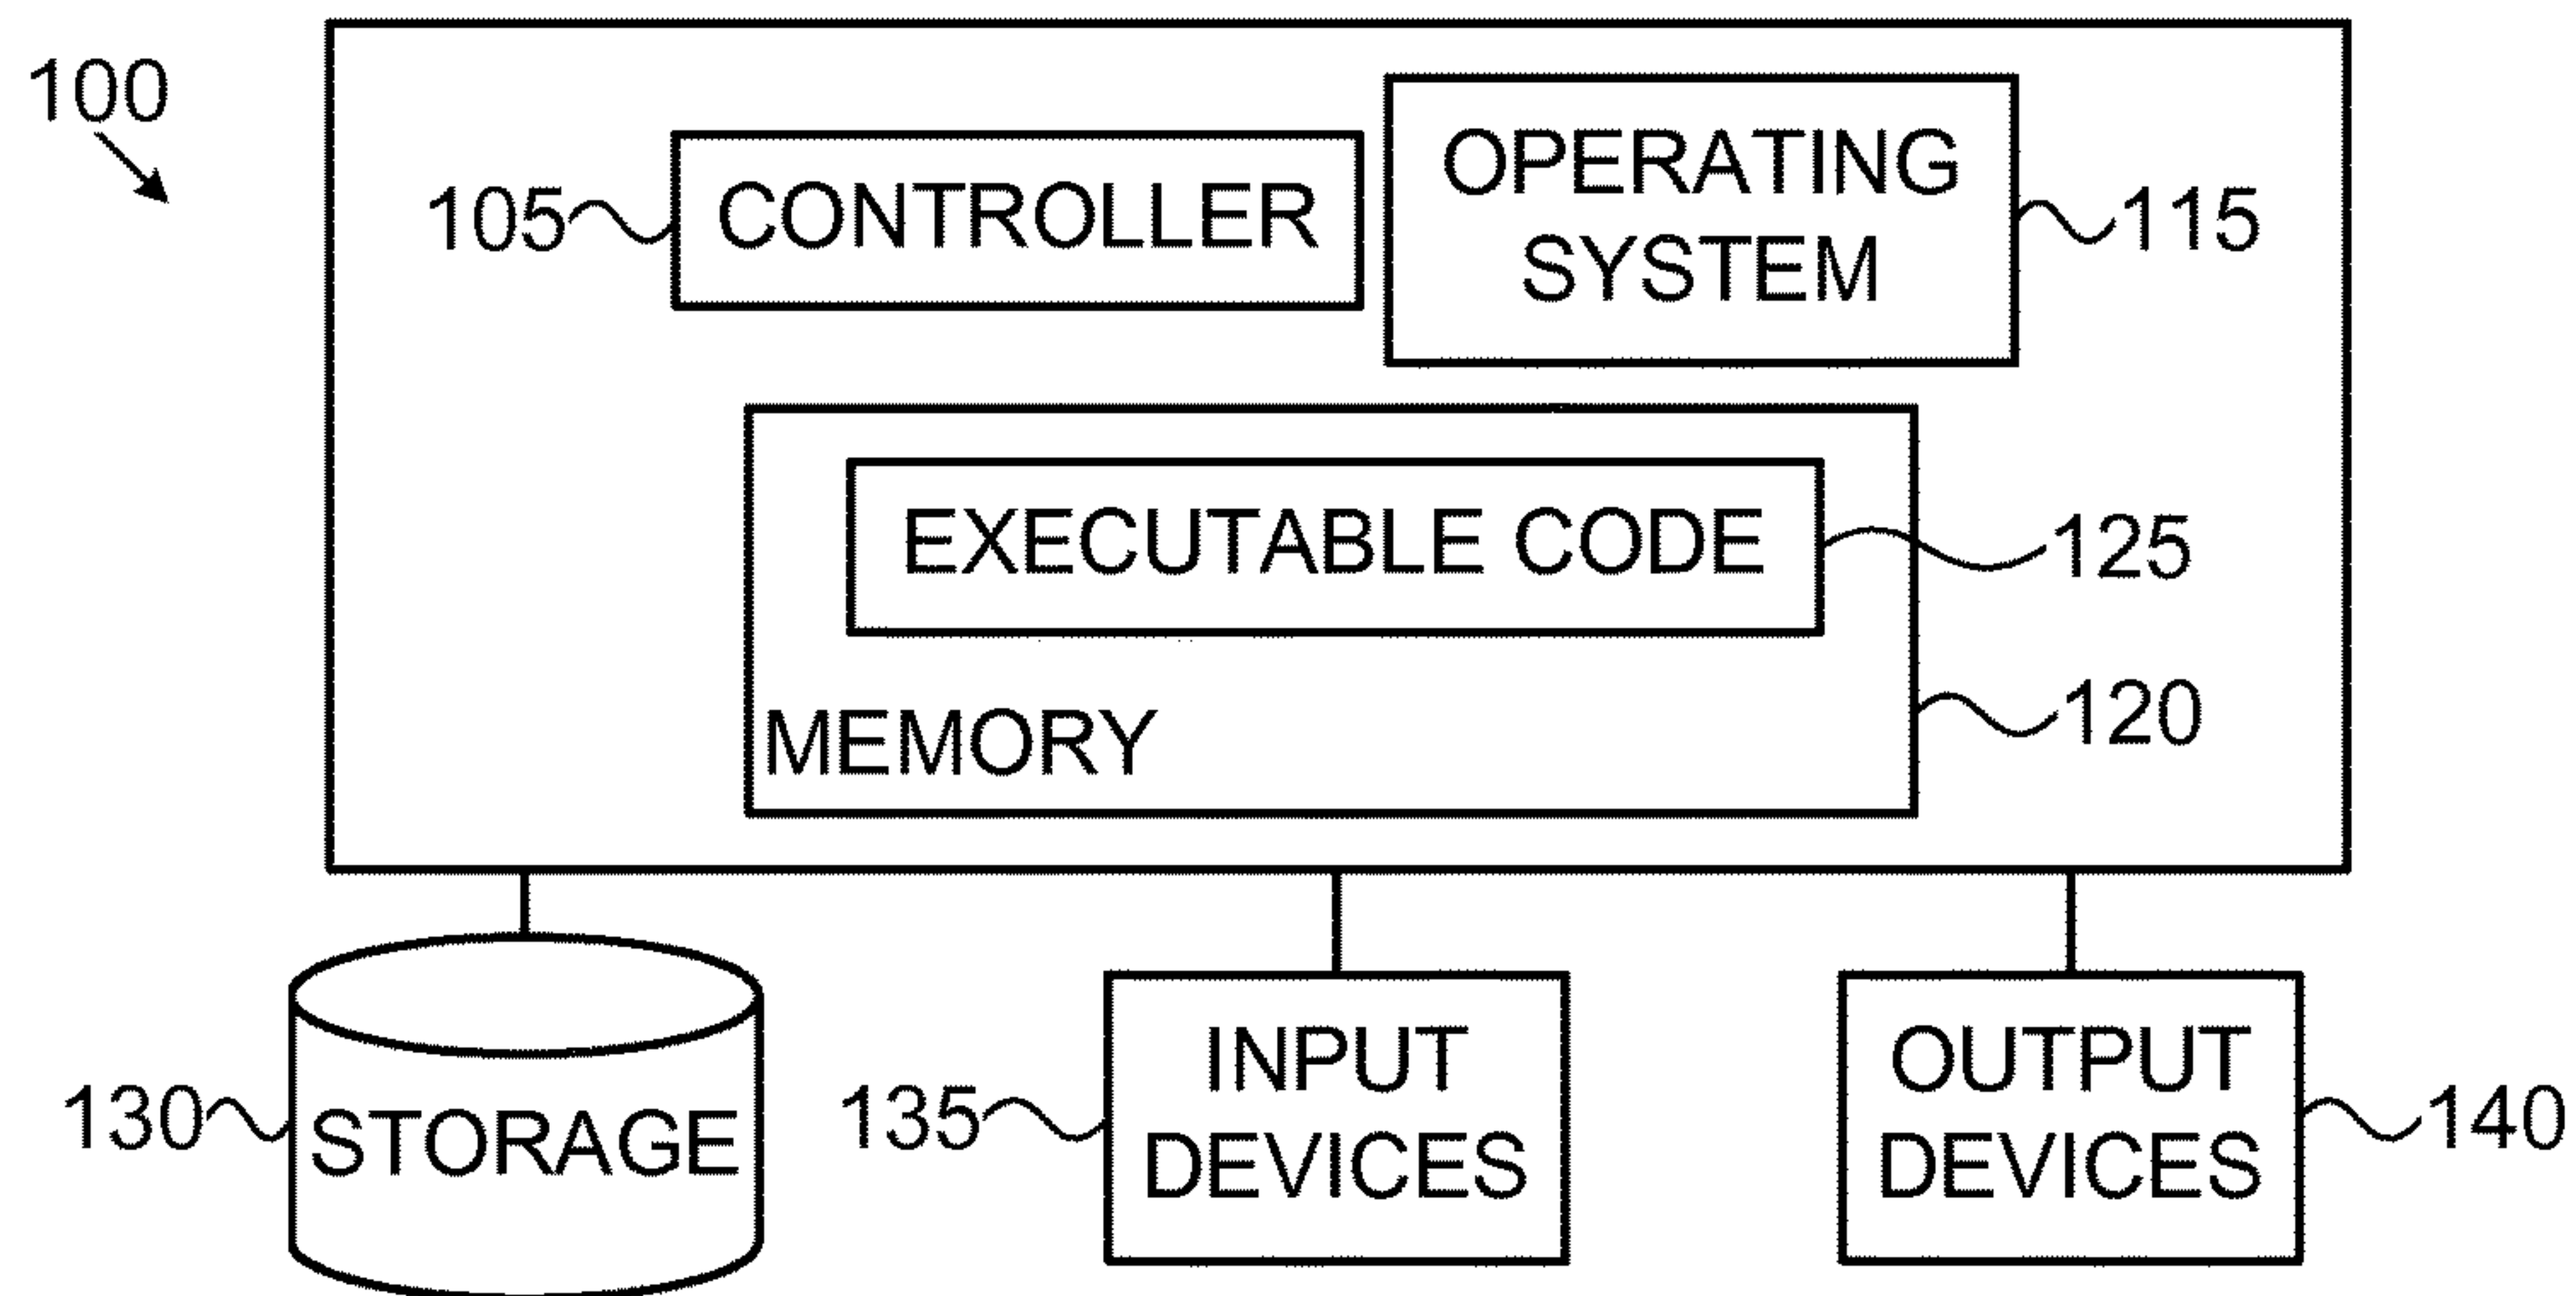 100
105
CONTROLLER
OPERATING
SYSTEM
115
EXECUTABLE CODE
125
MEMORY
120
130
STORAGE
135
INPUT
DEVICES
OUTPUT
DEVICES
140